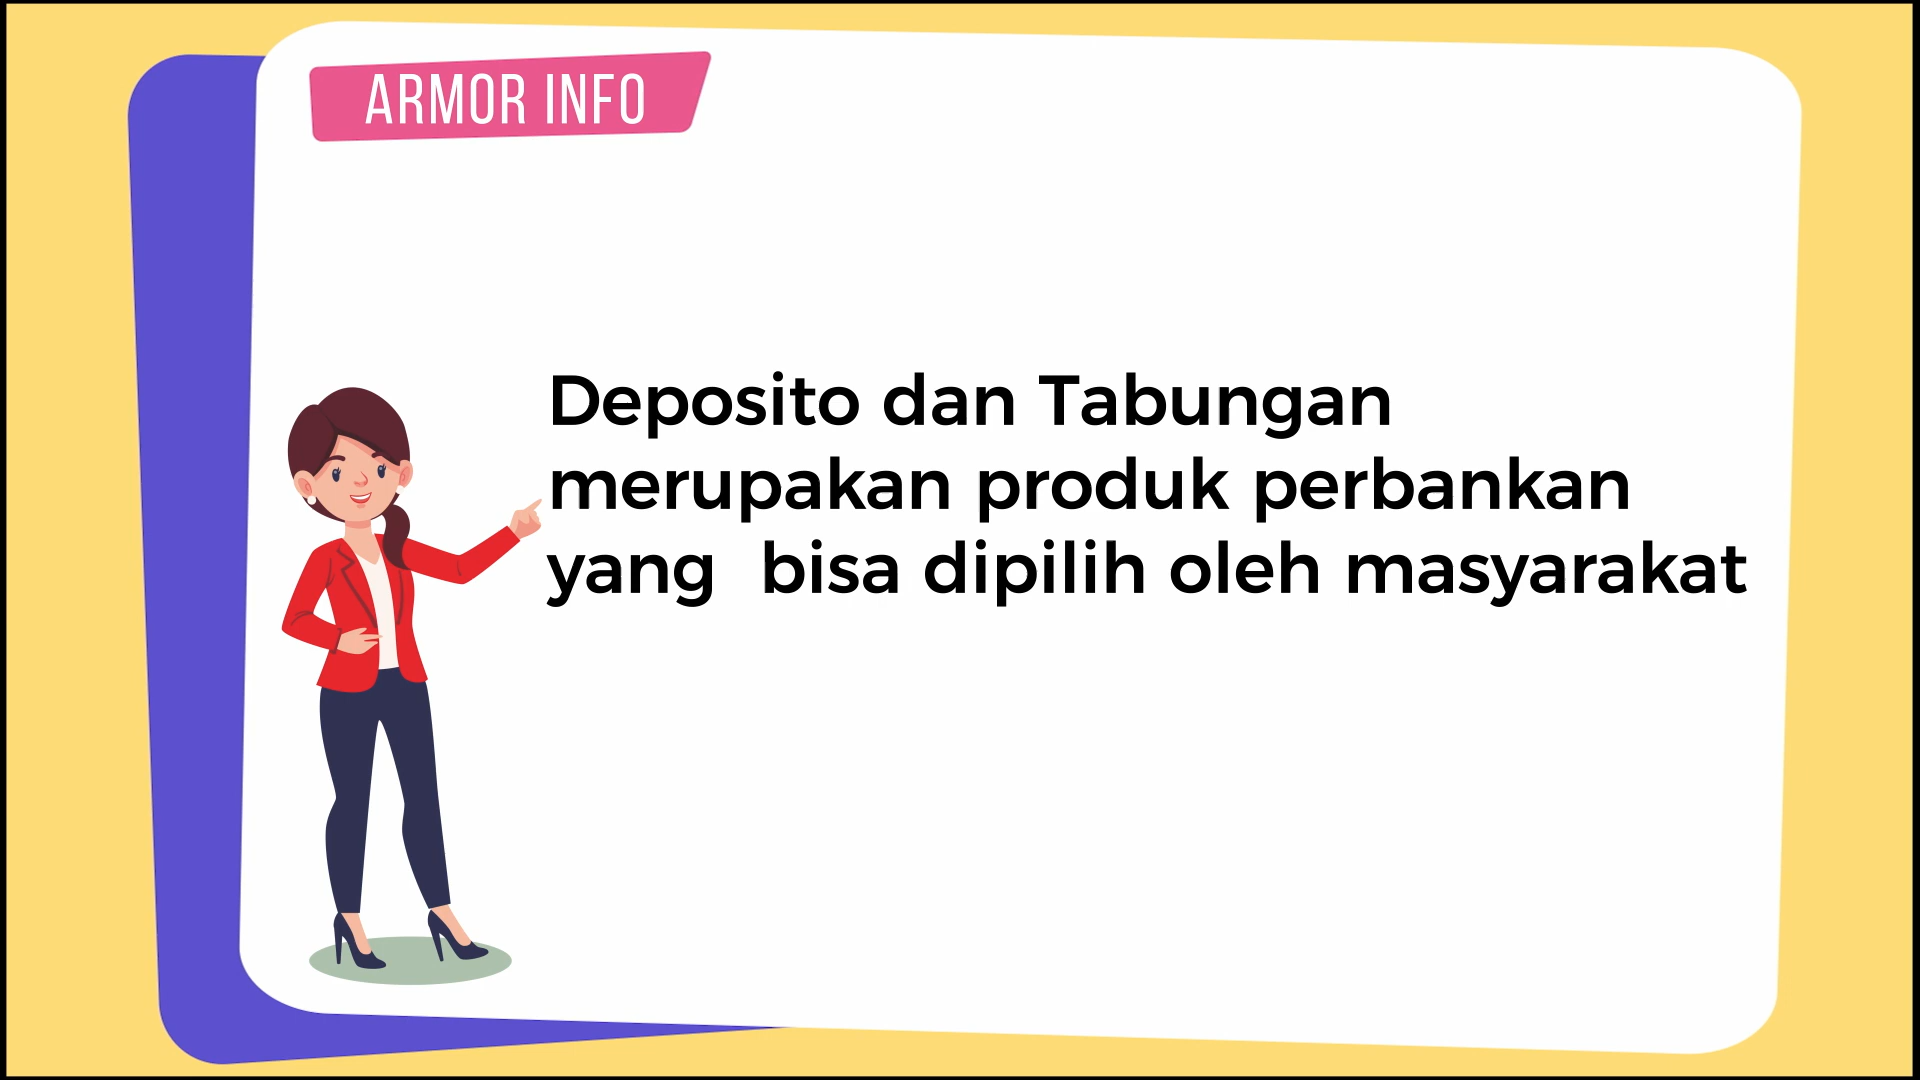 ARMOR INFO
Deposito dan Tabungan
merupakan produk perbankan
yang  bisa dipilih oleh masyarakat